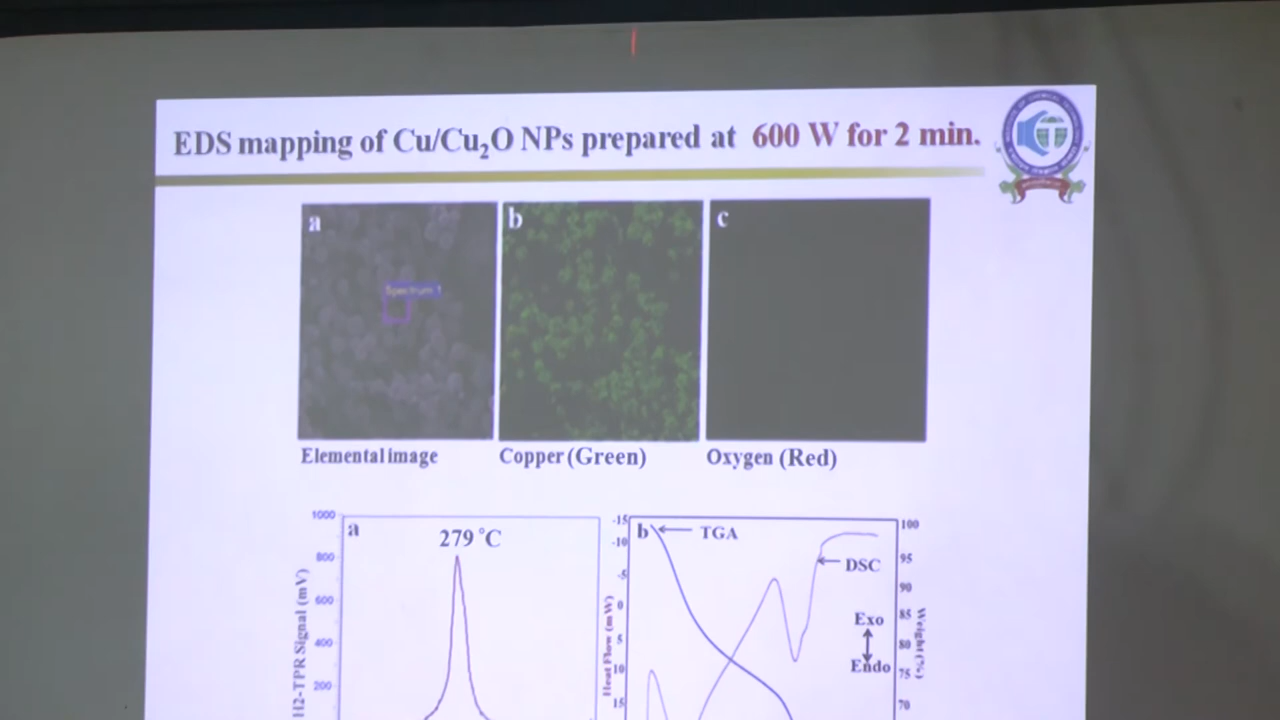 EDS mapping of Cu/Cu₂O NPs prepared at 600 W for 2 min.
a
Spectrum 1
b
c
Elemental image
Copper (Green)
Oxygen (Red)
1000
800
600
400
200
H2-TPR Signal (mV)
a
279 °C
-15
-10
-5
0
5
10
15
Heat Flow (mW)
b
TGA
DSC
Exo
Endo
100
95
90
85
80
75
70
Weight (%)